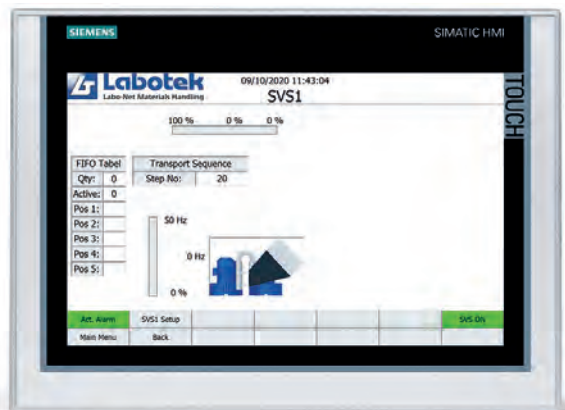 SIEMENS
SIMATIC HMI
TOUCH
Labotek
Labo-Net Materials Handling
09/10/2020 11:43:04
SVS1
100 % 0 % 0 %
FIFO Tabel
Qty: 0
Active: 0
Pos 1:
Pos 2:
Pos 3:
Pos 4:
Pos 5:
Transport Sequence
Step No: 20
50 Hz
0 Hz
0 %
Act. Alarm SVS1 Setup SVS ON
Main Menu Back